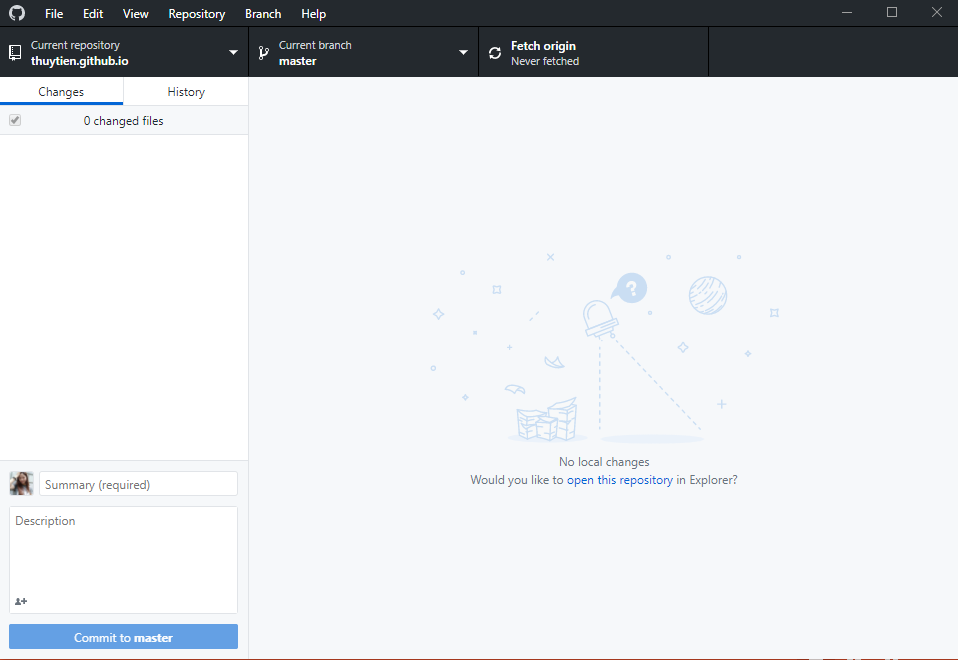 File Edit View Repository Branch Help
Current repository
thuytien.github.io
Current branch
master
Fetch origin
Never fetched
Changes
History
0 changed files
?
No local changes
Would you like to open this repository in Explorer?
Summary (required)
Description
Commit to master